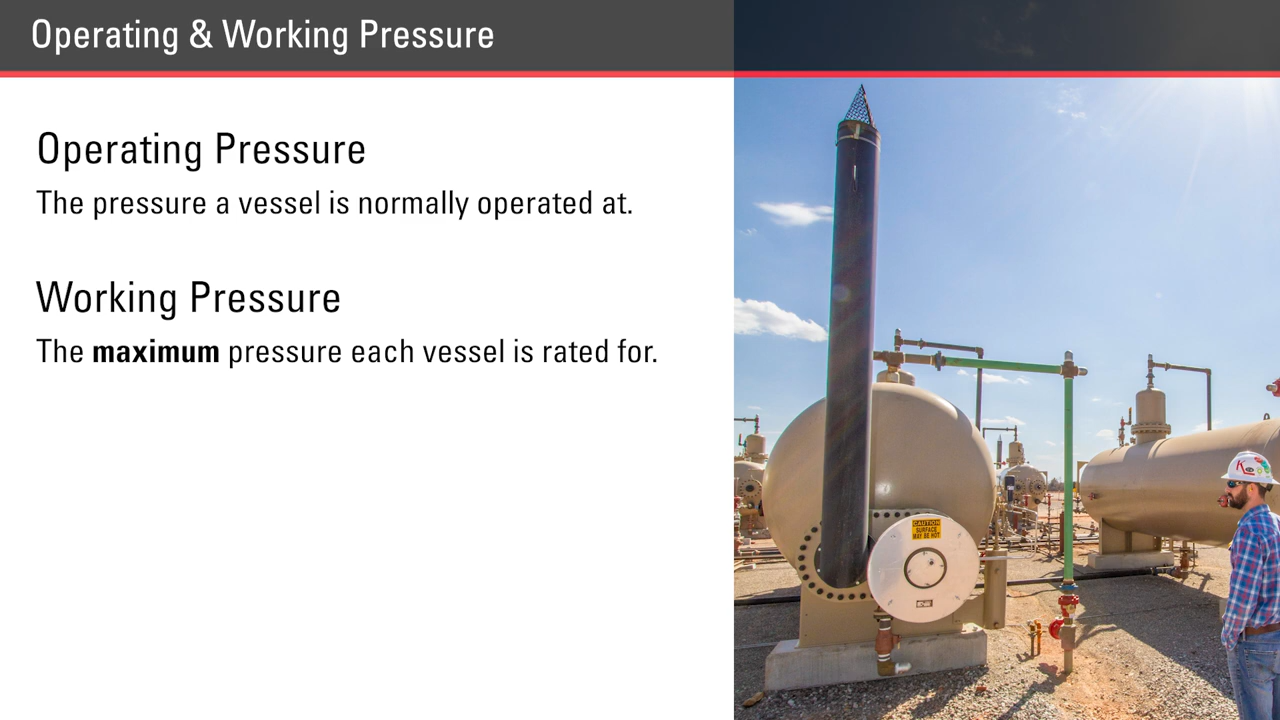 Operating & Working Pressure
Operating Pressure
The pressure a vessel is normally operated at.
Working Pressure
The maximum pressure each vessel is rated for.
CAUTION
SURFACE
MAY BE HOT
K